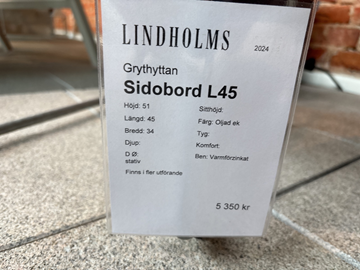 LINDHOLMS
2024
Grythyttan
Sidobord L45
Höjd: 51
Sitthöjd:
Längd: 45
Färg: Oljad ek
Bredd: 34
Tyg:
Djup:
Komfort:
D Ø
Ben: Varmförzinkat
stativ
Finns i fler utförande
5 350 kr